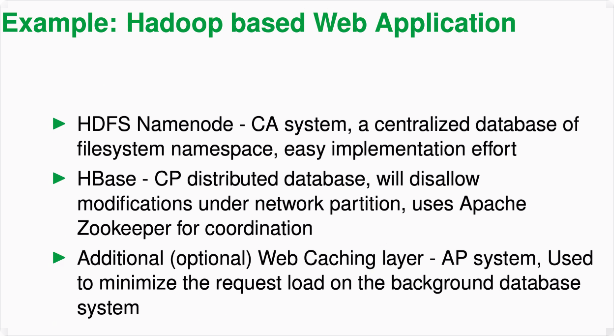 Example: Hadoop based Web Application
HDFS Namenode - CA system, a centralized database of
filesystem namespace, easy implementation effort
HBase - CP distributed database, will disallow
modifications under network partition, uses Apache
Zookeeper for coordination
Additional (optional) Web Caching layer - AP system, Used
to minimize the request load on the background database
system